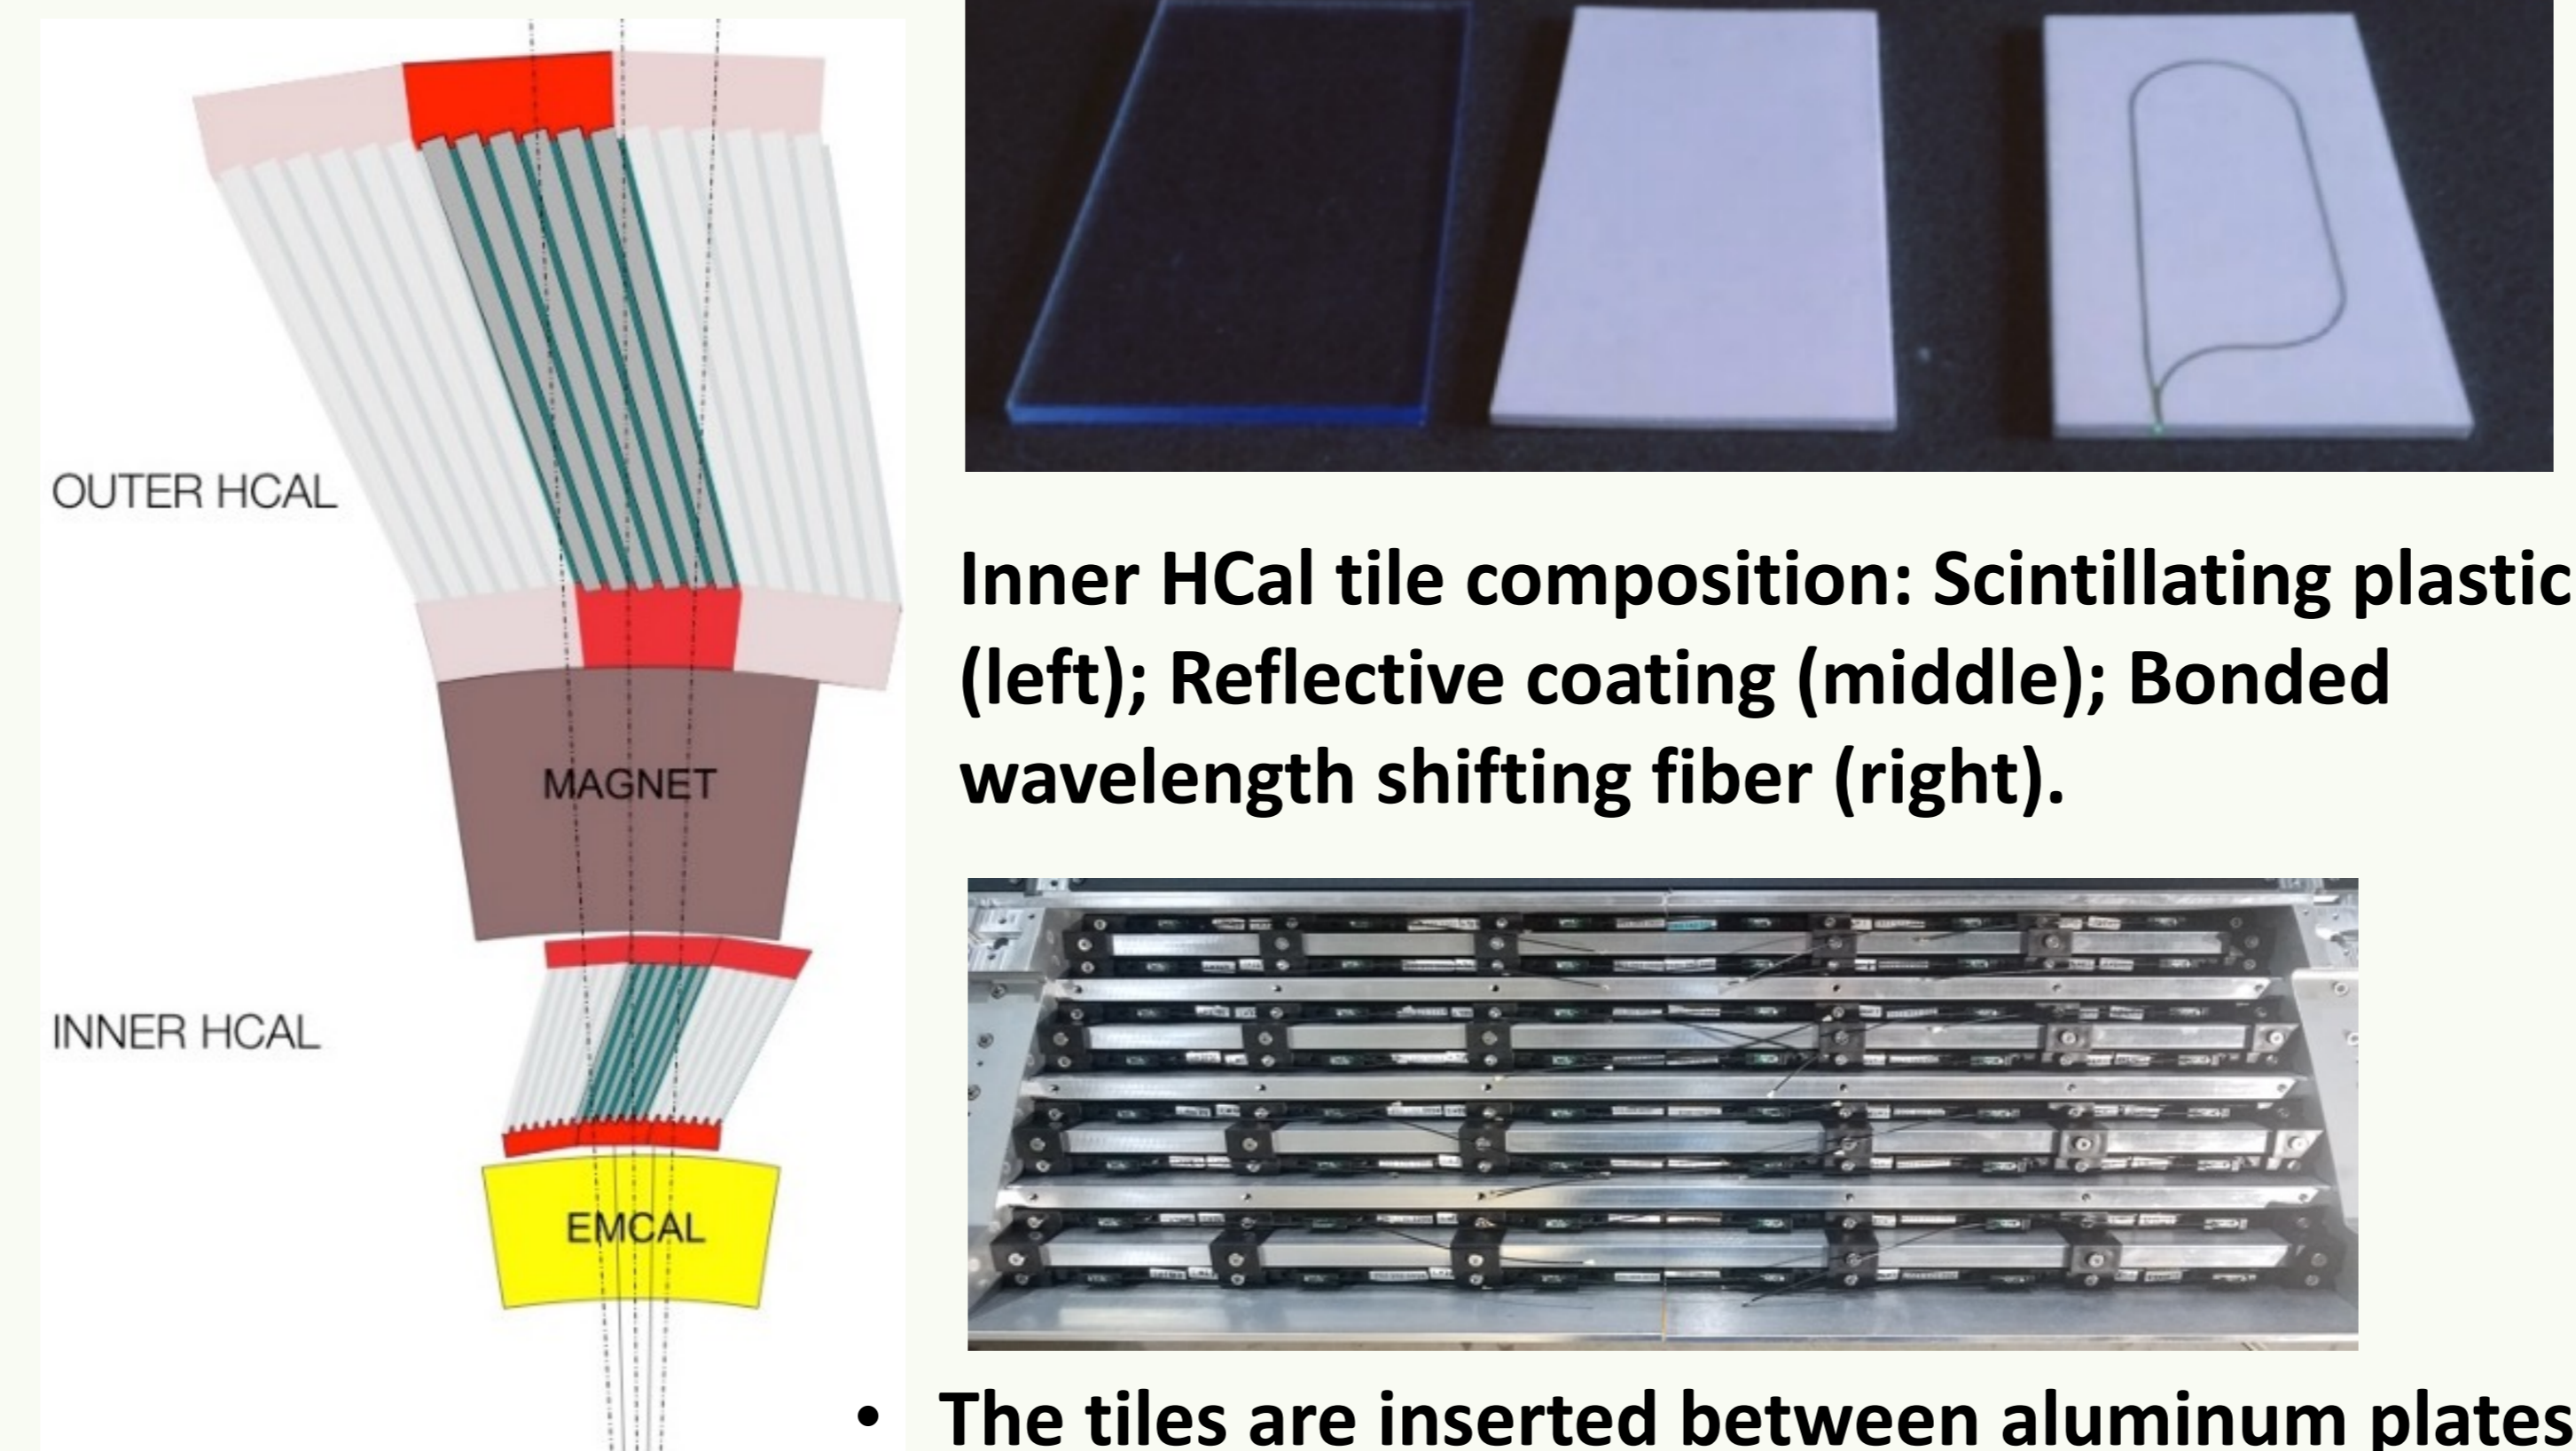 OUTER HCAL
MAGNET
INNER HCAL
EMCAL
Inner HCal tile composition: Scintillating plastic
(left); Reflective coating (middle); Bonded
wavelength shifting fiber (right).
• The tiles are inserted between aluminum plates